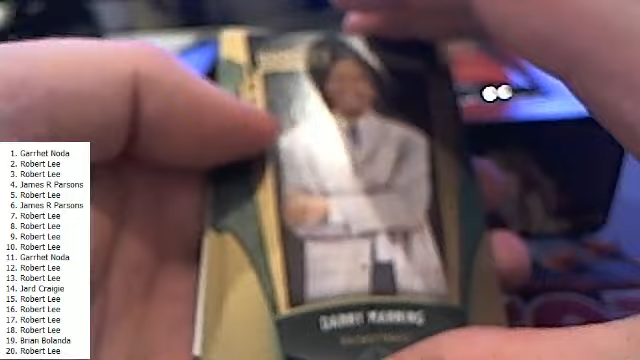 1. Garrhet Noda
2. Robert Lee
3. Robert Lee
4. James R Parsons
5. Robert Lee
6. James R Parsons
7. Robert Lee
8. Robert Lee
9. Robert Lee
10. Robert Lee
11. Garrhet Noda
12. Robert Lee
13. Robert Lee
14. Jard Craigie
15. Robert Lee
16. Robert Lee
17. Robert Lee
18. Robert Lee
19. Brian Bolanda
20. Robert Lee
DANNY MANNING